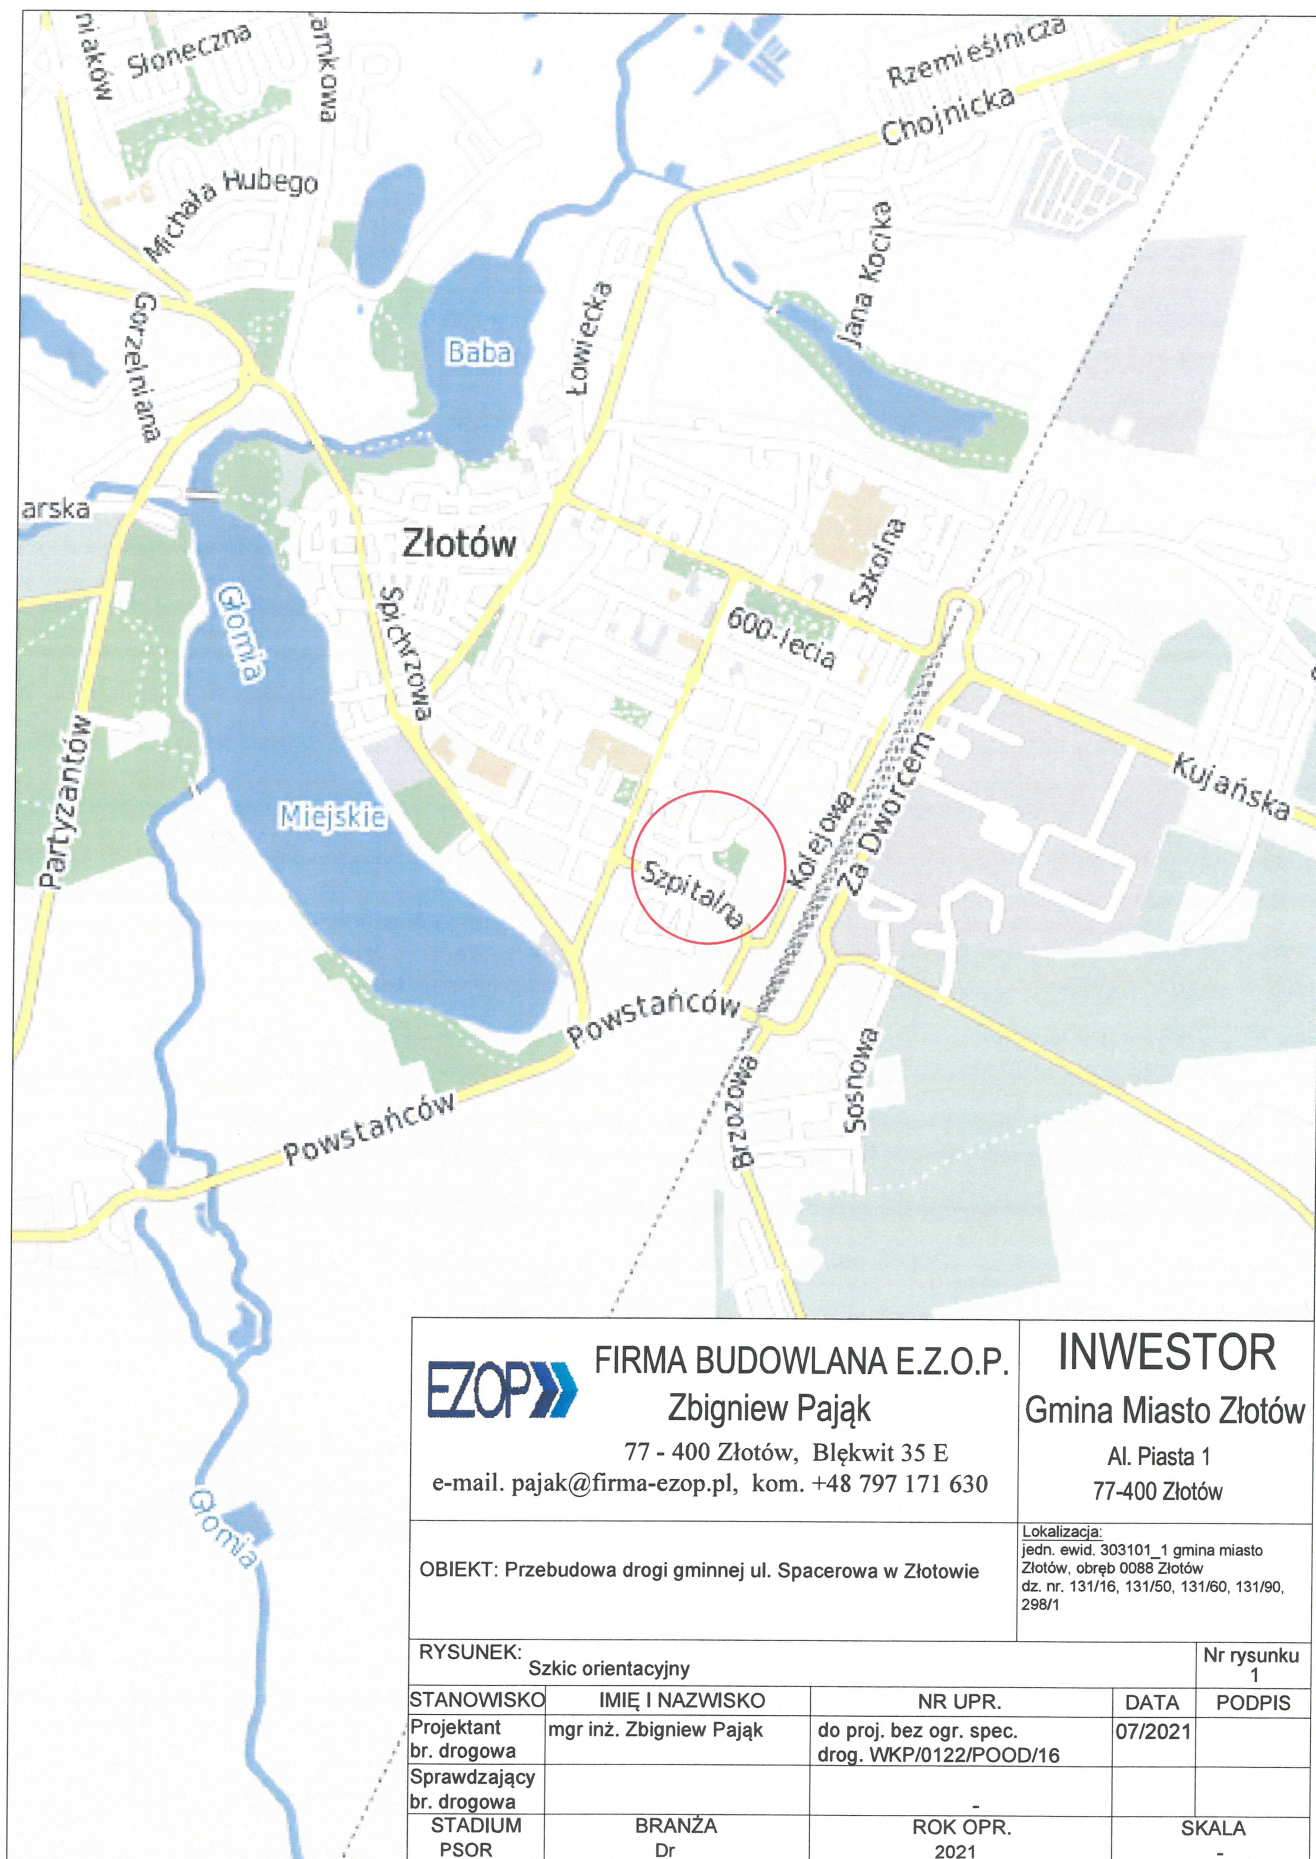 niaków
Słoneczna
amkowa
Rzemieślnicza
Chojnicka
Michała Hubego
Jana Kocika
Gorzelniana
Baba
Łowiecka
arska
Złotów
Szkolna
Głomia
Spichrzowa
600-lecia
Partyzantów
Miejskie
Kolejowa
Za Dworcem
Kujańska
Szpitalna
Powstańców
Sosnowa
Brzozowa
Powstańców
Głomia
EZOP
FIRMA BUDOWLANA E.Z.O.P.
Zbigniew Pająk
77 - 400 Złotów, Blękwit 35 E
e-mail. pajak@firma-ezop.pl, kom. +48 797 171 630
INWESTOR
Gmina Miasto Złotów
Al. Piasta 1
77-400 Złotów
OBIEKT: Przebudowa drogi gminnej ul. Spacerowa w Złotowie
Lokalizacja:
jedn. ewid. 303101_1 gmina miasto
Złotów, obręb 0088 Złotów
dz. nr. 131/16, 131/50, 131/60, 131/90,
298/1
RYSUNEK:
Szkic orientacyjny
Nr rysunku
1
STANOWISKO IMIĘ I NAZWISKO NR UPR. DATA PODPIS
Projektant mgr inż. Zbigniew Pająk do proj. bez ogr. spec. 07/2021
br. drogowa drog. WKP/0122/POOD/16
Sprawdzający
br. drogowa -
STADIUM BRANŻA ROK OPR. SKALA
PSOR Dr 2021 -